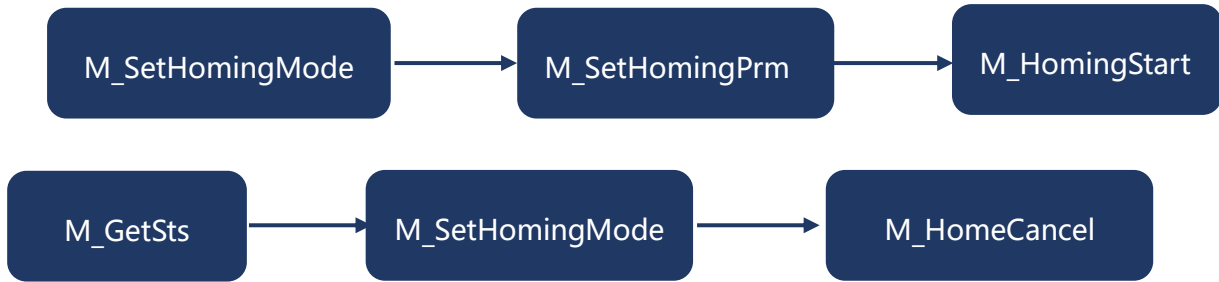 M_SetHomingMode
M_SetHomingPrm
M_HomingStart
M_GetSts
M_SetHomingMode
M_HomeCancel